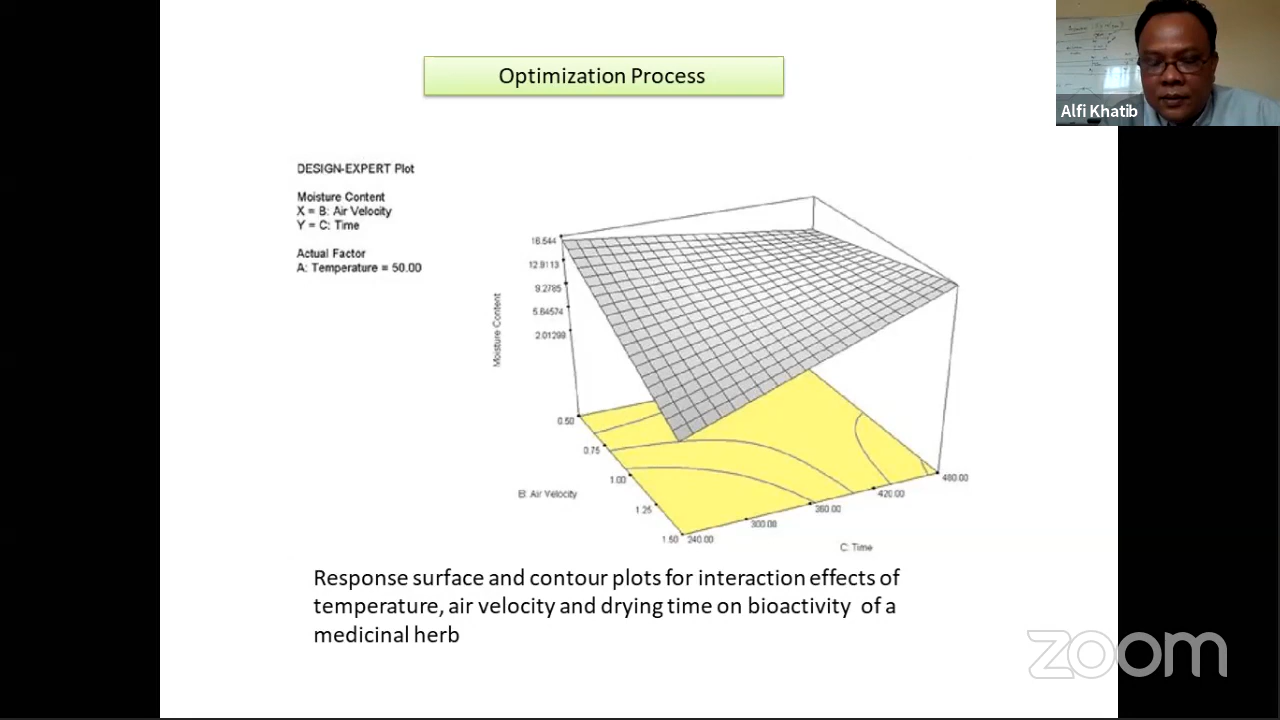 Optimization Process
Alfi Khatib
DESIGN-EXPERT Plot
Moisture Content
X = B: Air Velocity
Y = C: Time
Actual Factor
A: Temperature = 50.00
16.544
12.9113
9.2785
5.64574
2.01298
Moisture Content
0.50
0.75
1.00
1.25
1.50
B: Air Velocity
240.00
300.00
360.00
420.00
480.00
C: Time
Response surface and contour plots for interaction effects of
temperature, air velocity and drying time on bioactivity of a
medicinal herb
zoom